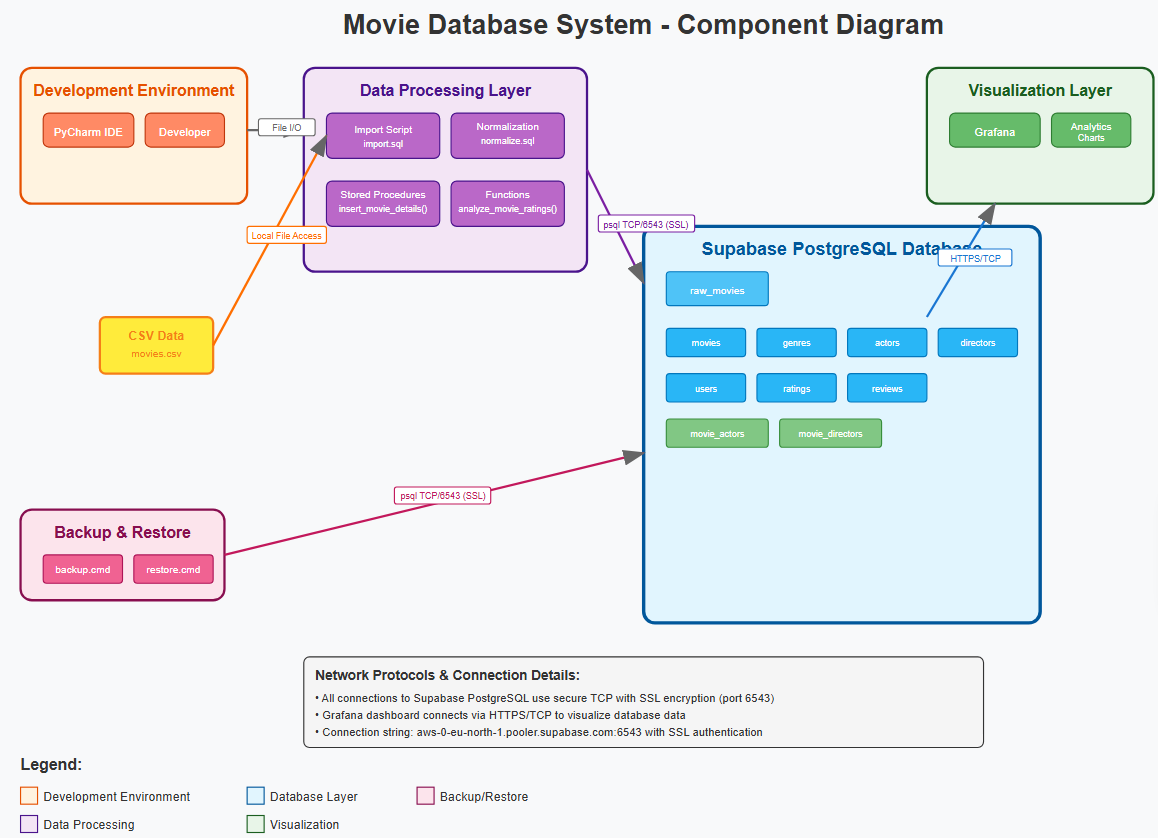 Movie Database System - Component Diagram
Development Environment
PyCharm IDE
Developer
File I/O
Data Processing Layer
Import Script
import.sql
Normalization
normalize.sql
Stored Procedures
insert_movie_details()
Functions
analyze_movie_ratings()
Visualization Layer
Grafana
Analytics
Charts
Local File Access
psql TCP/6543 (SSL)
Supabase PostgreSQL Database
HTTPS/TCP
raw_movies
movies
genres
actors
directors
users
ratings
reviews
movie_actors
movie_directors
CSV Data
movies.csv
psql TCP/6543 (SSL)
Backup & Restore
backup.cmd
restore.cmd
Network Protocols & Connection Details:
• All connections to Supabase PostgreSQL use secure TCP with SSL encryption (port 6543)
• Grafana dashboard connects via HTTPS/TCP to visualize database data
• Connection string: aws-0-eu-north-1.pooler.supabase.com:6543 with SSL authentication
Legend:
Development Environment
Database Layer
Backup/Restore
Data Processing
Visualization